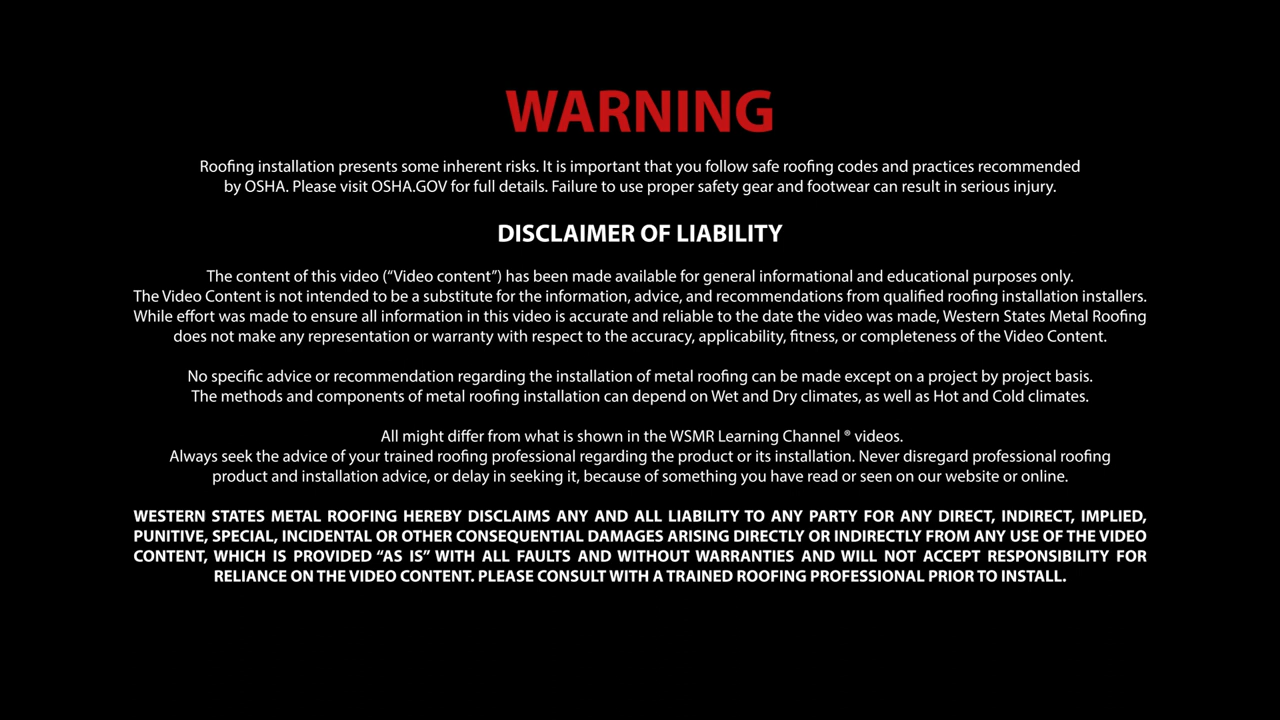 WARNING
Roofing installation presents some inherent risks. It is important that you follow safe roofing codes and practices recommended
by OSHA. Please visit OSHA.GOV for full details. Failure to use proper safety gear and footwear can result in serious injury.
DISCLAIMER OF LIABILITY
The content of this video (“Video content”) has been made available for general informational and educational purposes only.
The Video Content is not intended to be a substitute for the information, advice, and recommendations from qualified roofing installation installers.
While effort was made to ensure all information in this video is accurate and reliable to the date the video was made, Western States Metal Roofing
does not make any representation or warranty with respect to the accuracy, applicability, fitness, or completeness of the Video Content.
No specific advice or recommendation regarding the installation of metal roofing can be made except on a project by project basis.
The methods and components of metal roofing installation can depend on Wet and Dry climates, as well as Hot and Cold climates.
All might differ from what is shown in the WSMR Learning Channel ® videos.
Always seek the advice of your trained roofing professional regarding the product or its installation. Never disregard professional roofing
product and installation advice, or delay in seeking it, because of something you have read or seen on our website or online.
WESTERN STATES METAL ROOFING HEREBY DISCLAIMS ANY AND ALL LIABILITY TO ANY PARTY FOR ANY DIRECT, INDIRECT, IMPLIED,
PUNITIVE, SPECIAL, INCIDENTAL OR OTHER CONSEQUENTIAL DAMAGES ARISING DIRECTLY OR INDIRECTLY FROM ANY USE OF THE VIDEO
CONTENT, WHICH IS PROVIDED “AS IS” WITH ALL FAULTS AND WITHOUT WARRANTIES AND WILL NOT ACCEPT RESPONSIBILITY FOR
RELIANCE ON THE VIDEO CONTENT. PLEASE CONSULT WITH A TRAINED ROOFING PROFESSIONAL PRIOR TO INSTALL.